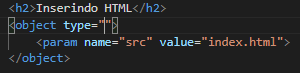 <h2>Inserindo HTML</h2>
<object type="">
<param name="src" value="index.html">
</object>